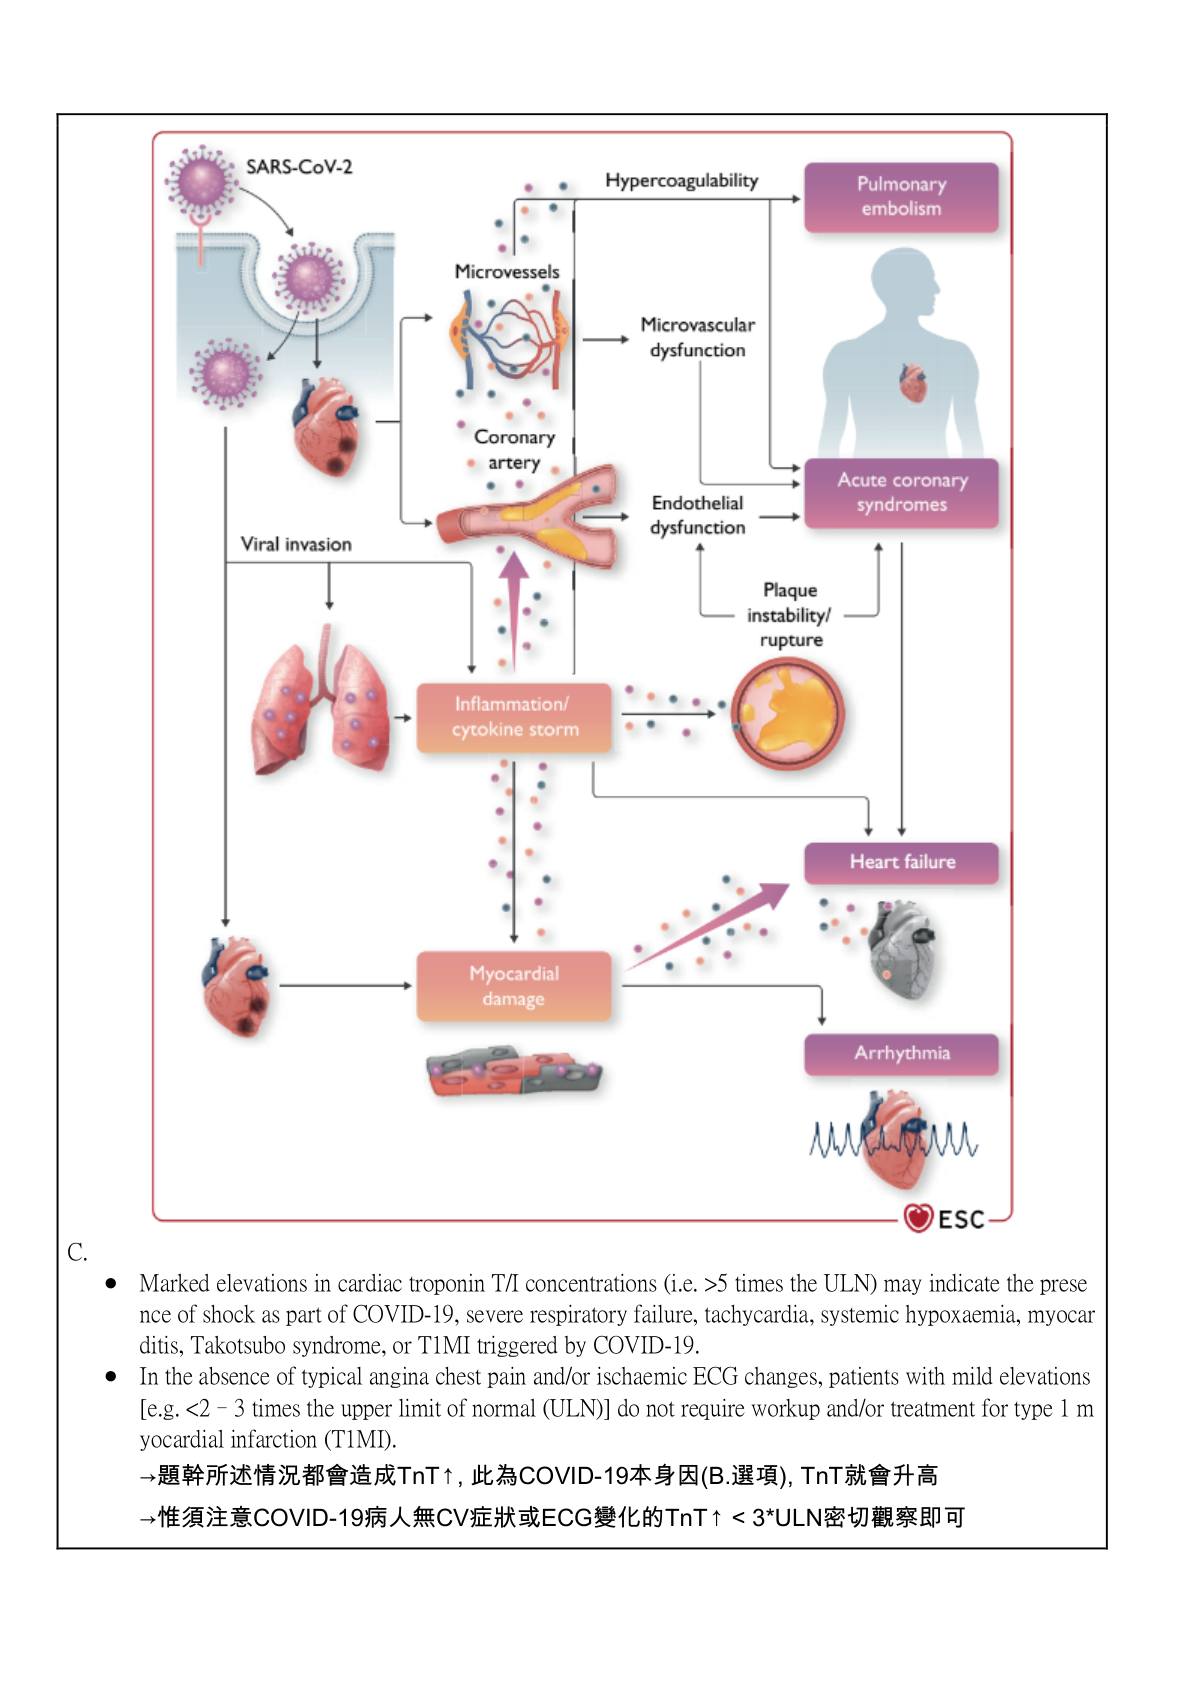 SARS-CoV-2
Hypercoagulability
Pulmonary
embolism
Microvessels
Microvascular
dysfunction
Coronary
artery
Acute coronary
syndromes
Endothelial
dysfunction
Viral invasion
Plaque
instability/
rupture
Inflammation/
cytokine storm
Heart failure
Myocardial
damage
Arrhythmia
ESC
C.
● Marked elevations in cardiac troponin T/I concentrations (i.e. >5 times the ULN) may indicate the prese
nce of shock as part of COVID-19, severe respiratory failure, tachycardia, systemic hypoxaemia, myocar
ditis, Takotsubo syndrome, or T1MI triggered by COVID-19.
● In the absence of typical angina chest pain and/or ischaemic ECG changes, patients with mild elevations
[e.g. <2–3 times the upper limit of normal (ULN)] do not require workup and/or treatment for type 1 m
yocardial infarction (T1MI).
→題幹所述情況都會造成TnT↑, 此為COVID-19本身因(B.選項), TnT就會升高
→惟須注意COVID-19病人無CV症狀或ECG變化的TnT↑ < 3*ULN密切觀察即可